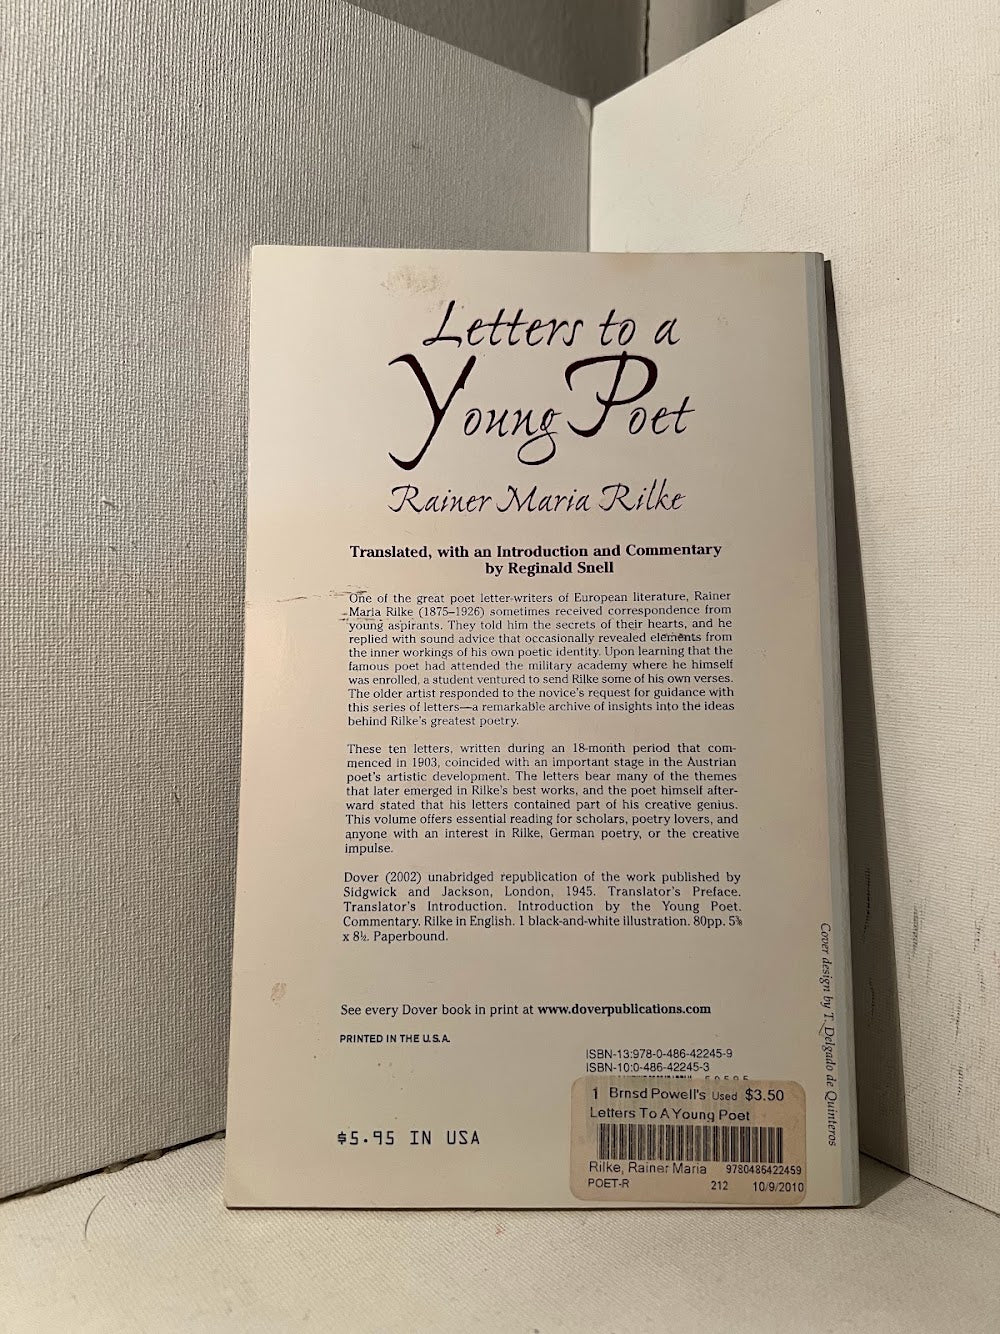 Letters to a
Young Poet
Rainer Maria Rilke
Translated, with an Introduction and Commentary
by Reginald Snell
One of the great poet letter-writers of European literature, Rainer
Maria Rilke (1875–1926) sometimes received correspondence from
young aspirants. They told him the secrets of their hearts, and he
replied with sound advice that occasionally revealed elements from
the inner workings of his own poetic identity. Upon learning that the
famous poet had attended the military academy where he himself
was enrolled, a student ventured to send Rilke some of his own verses.
The older artist responded to the novice's request for guidance with
this series of letters—a remarkable archive of insights into the ideas
behind Rilke's greatest poetry.
These ten letters, written during an 18-month period that com-
menced in 1903, coincided with an important stage in the Austrian
poet's artistic development. The letters bear many of the themes
that later emerged in Rilke's best works, and the poet himself after-
ward stated that his letters contained part of his creative genius.
This volume offers essential reading for scholars, poetry lovers, and
anyone with an interest in Rilke, German poetry, or the creative
impulse.
Dover (2002) unabridged republication of the work published by
Sidgwick and Jackson, London, 1945. Translator's Preface.
Translator's Introduction. Introduction by the Young Poet.
Commentary. Rilke in English. 1 black-and-white illustration. 80pp. 5⅜
x 8½. Paperbound.
See every Dover book in print at www.doverpublications.com
PRINTED IN THE U.S.A.
ISBN-13:978-0-486-42245-9
ISBN-10:0-486-42245-3
$5.95 IN USA
1 Brnsd Powell's Used $3.50
Letters To A Young Poet
Rilke, Rainer Maria 9780486422459
POET-R 212 10/9/2010
Cover design by T. Delgado de Quinteros